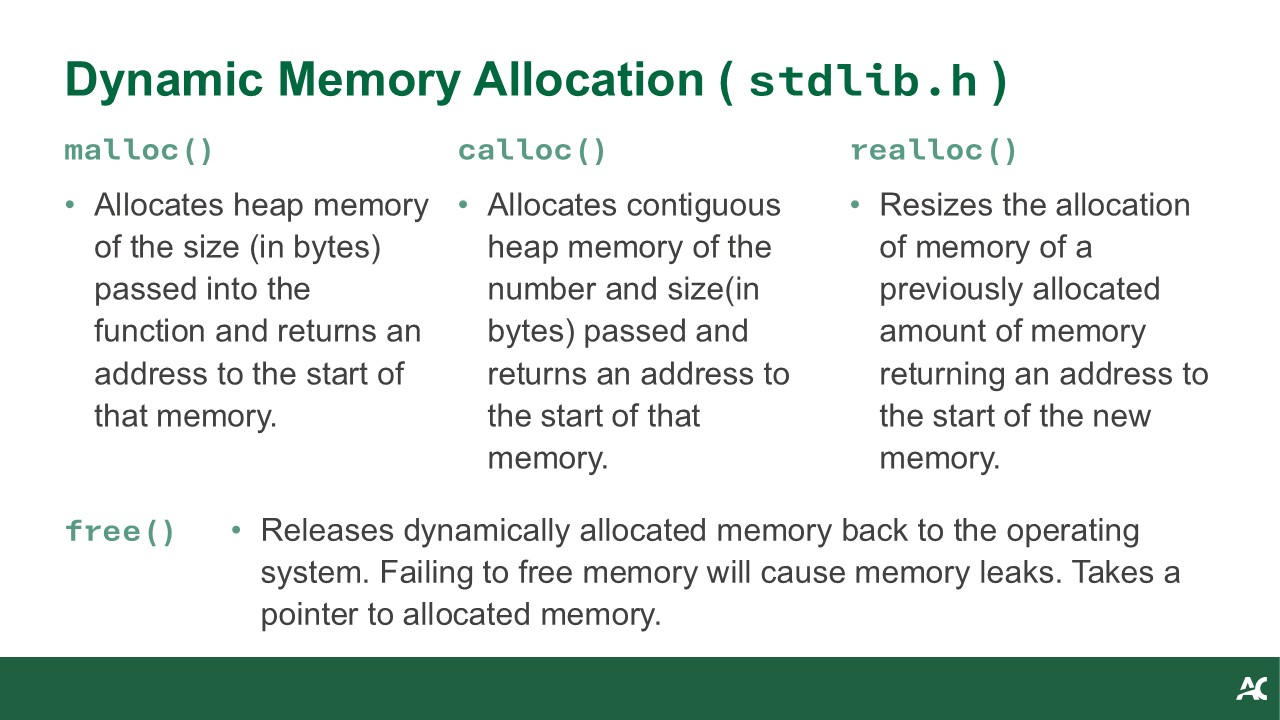 Dynamic Memory Allocation ( stdlib.h )
malloc()
• Allocates heap memory
of the size (in bytes)
passed into the
function and returns an
address to the start of
that memory.
calloc()
• Allocates contiguous
heap memory of the
number and size(in
bytes) passed and
returns an address to
the start of that
memory.
realloc()
• Resizes the allocation
of memory of a
previously allocated
amount of memory
returning an address to
the start of the new
memory.
free()
• Releases dynamically allocated memory back to the operating
system. Failing to free memory will cause memory leaks. Takes a
pointer to allocated memory.
AC